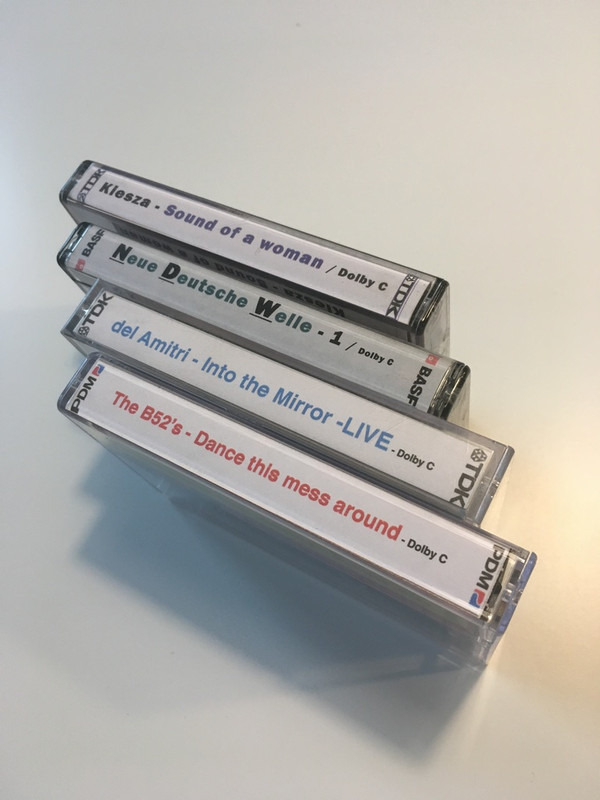 TDK Kiesza - Sound of a woman / Dolby C TDK
BASF Neue Deutsche Welle - 1 / Dolby C BASF
TDK del Amitri - Into the Mirror -LIVE - Dolby C TDK
PDM The B52's - Dance this mess around - Dolby C PDM